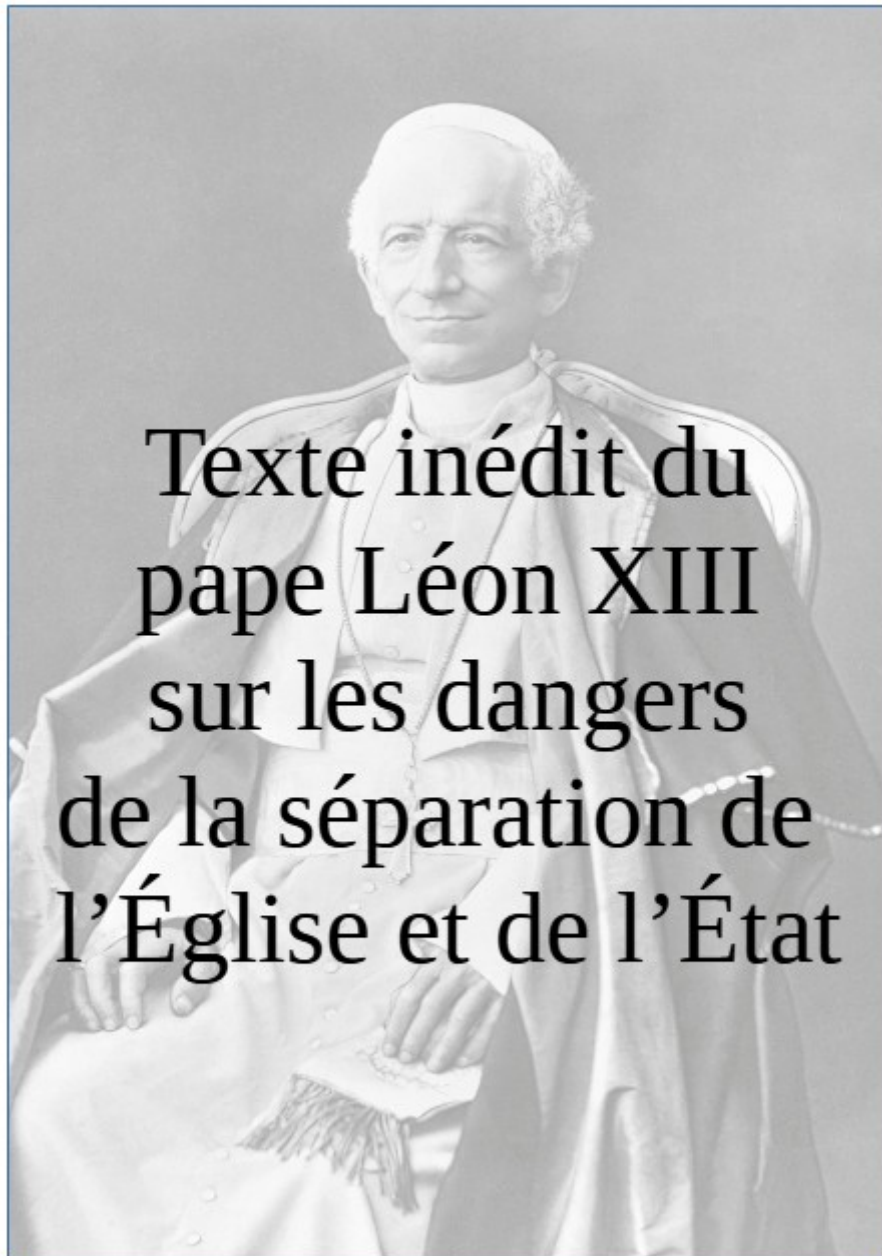 Texte inédit du
pape Léon XIII
sur les dangers
de la séparation de
l’Église et de l’État